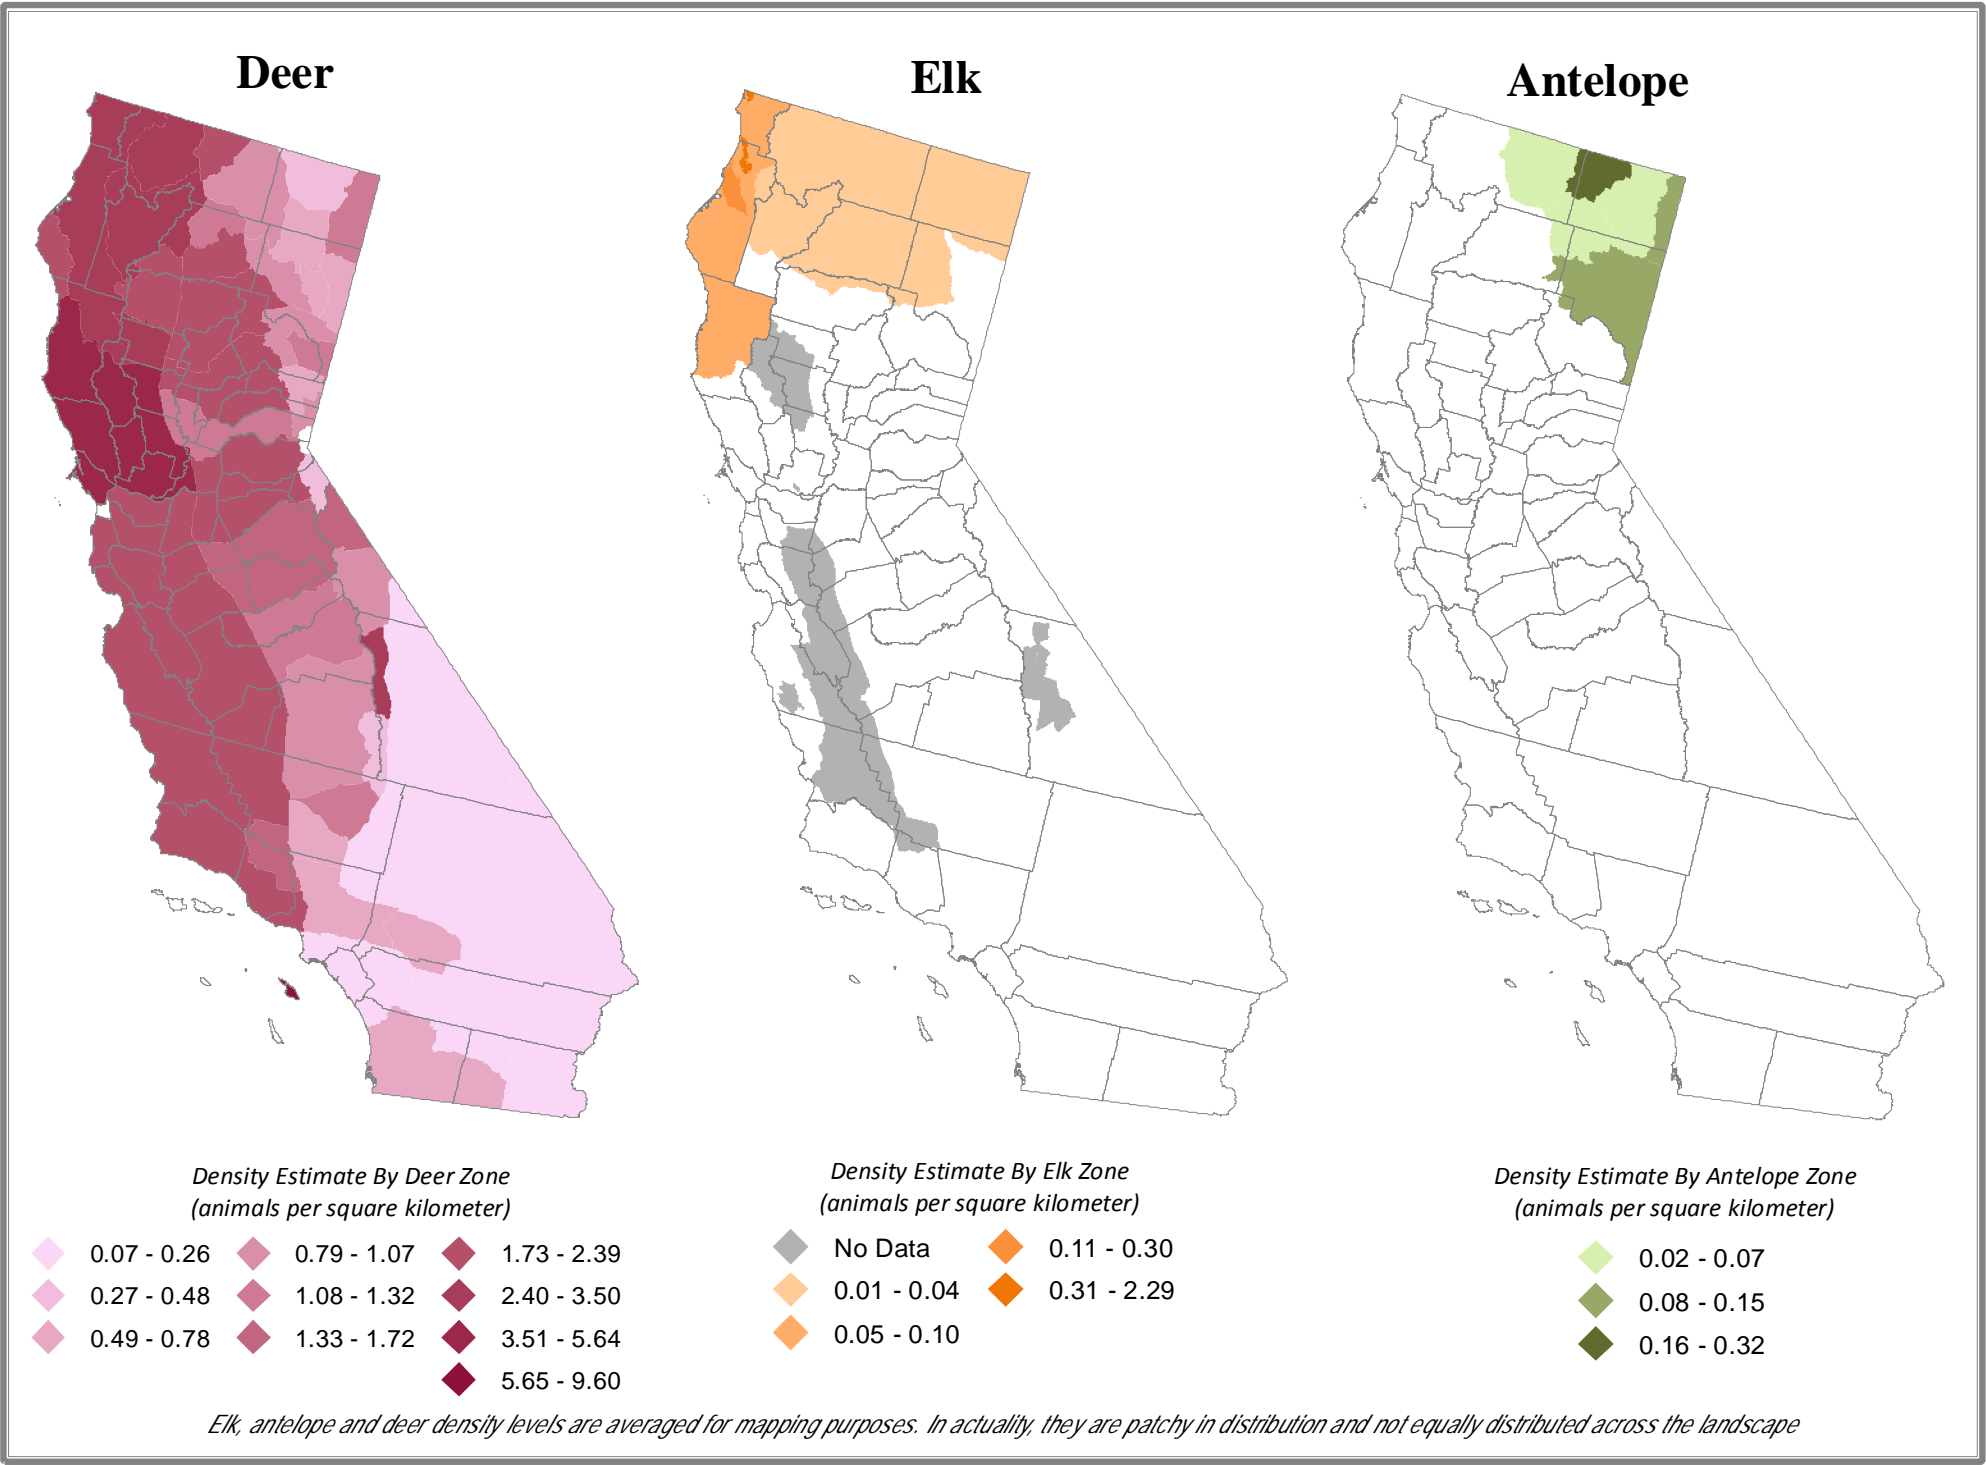 Deer
Elk
Antelope
Density Estimate By Deer Zone
(animals per square kilometer)
0.07 - 0.26
0.27 - 0.48
0.49 - 0.78
0.79 - 1.07
1.08 - 1.32
1.33 - 1.72
1.73 - 2.39
2.40 - 3.50
3.51 - 5.64
5.65 - 9.60
Density Estimate By Elk Zone
(animals per square kilometer)
No Data
0.01 - 0.04
0.05 - 0.10
0.11 - 0.30
0.31 - 2.29
Density Estimate By Antelope Zone
(animals per square kilometer)
0.02 - 0.07
0.08 - 0.15
0.16 - 0.32
Elk, antelope and deer density levels are averaged for mapping purposes. In actuality, they are patchy in distribution and not equally distributed across the landscape